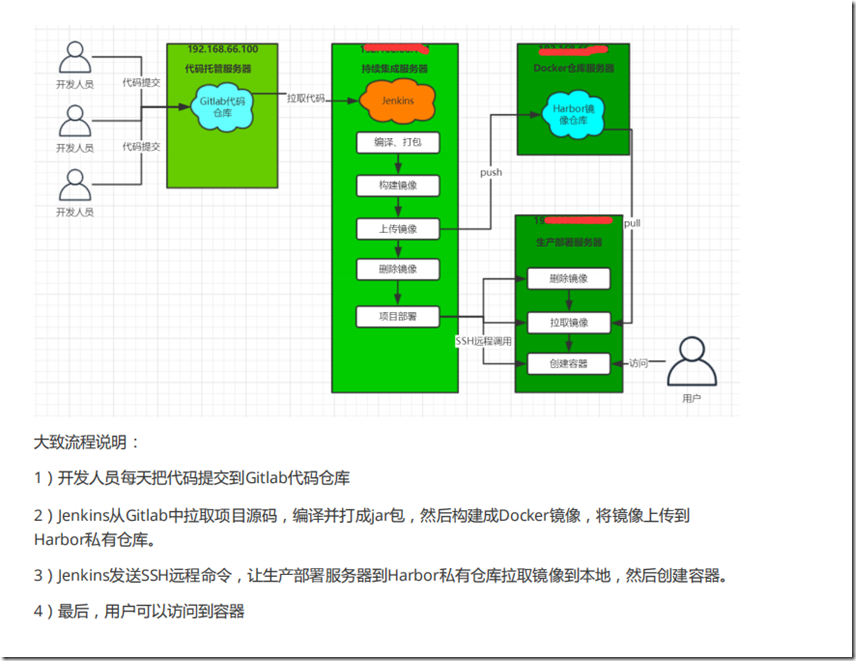 192.168.66.100
代码托管服务器
持续集成服务器
Docker仓库服务器
开发人员
代码提交
Gitlab代码
仓库
拉取代码
Jenkins
Harbor镜
像仓库
编译、打包
开发人员
代码提交
构建镜像
push
开发人员
上传镜像
19
pull
生产部署服务器
删除镜像
删除镜像
项目部署
拉取镜像
SSH远程调用
创建容器
访问
用户
大致流程说明：
1）开发人员每天把代码提交到Gitlab代码仓库
2）Jenkins从Gitlab中拉取项目源码，编译并打成jar包，然后构建成Docker镜像，将镜像上传到
Harbor私有仓库。
3）Jenkins发送SSH远程命令，让生产部署服务器到Harbor私有仓库拉取镜像到本地，然后创建容器。
4）最后，用户可以访问到容器